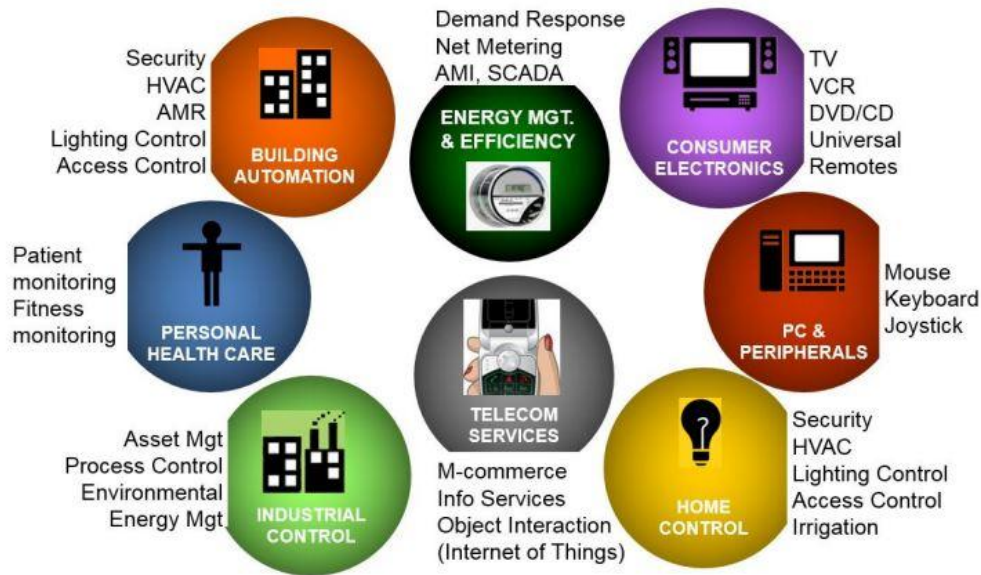 Security
HVAC
AMR
Lighting Control
Access Control
BUILDING
AUTOMATION
Demand Response
Net Metering
AMI, SCADA
ENERGY MGT.
& EFFICIENCY
CONSUMER
ELECTRONICS
TV
VCR
DVD/CD
Universal
Remotes
Patient
monitoring
Fitness
monitoring
PERSONAL
HEALTH CARE
PC &
PERIPHERALS
Mouse
Keyboard
Joystick
Asset Mgt
Process Control
Environmental
Energy Mgt
INDUSTRIAL
CONTROL
TELECOM
SERVICES
M-commerce
Info Services
Object Interaction
(Internet of Things)
?
HOME
CONTROL
Security
HVAC
Lighting Control
Access Control
Irrigation